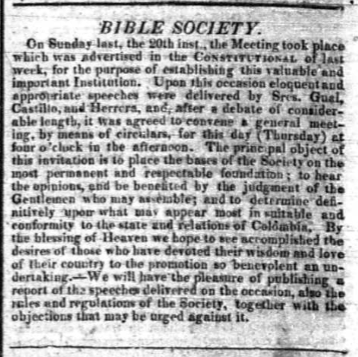 BIBLE SOCIETY.
On Sunday last, the 20th inst., the Meeting took place
which was advertised in the CONSTITUTIONAL of last
week, for the purpose of establishing this valuable and
important Institution. Upon this occasion eloquent and
appropriate speeches were delivered by Sres. Gual,
Castillo, and Herrera, and, after a debate of consider-
able length, it was agreed to convene a general meet-
ing, by means of circulars, for this day (Thursday) at
four o'clock in the afternoon. The principal object of
this invitation is to place the bases of the Society on the
most permanent and respectable foundation; to hear
the opinions, and be benefited by the judgment of the
Gentlemen who may assemble; and to determine defi-
nitively upon what may appear most in suitable and
conformity to the state and relations of Colombia. By
the blessing of Heaven we hope to see accomplished the
desires of those who have devoted their wisdom and love
of their country to the promotion so benevolent an un-
dertaking.—We will have the pleasure of publishing a
report of the speeches delivered on the occasion, also the
rules and regulations of the Society, together with the
objections that may be urged against it.